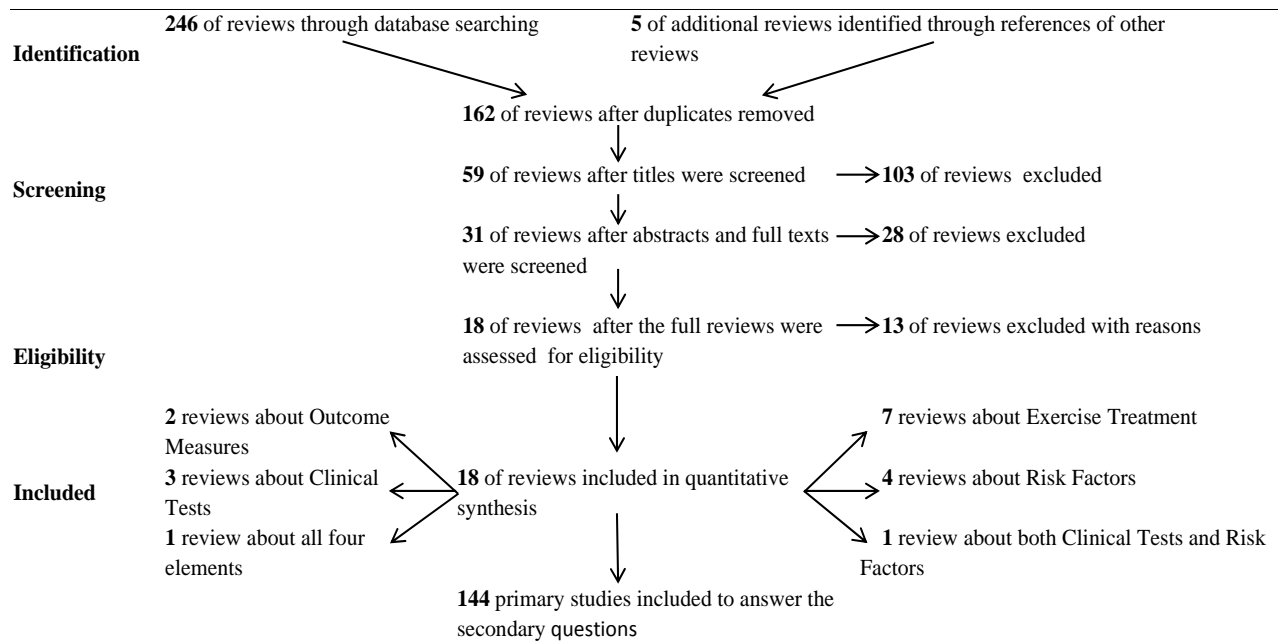 246 of reviews through database searching
5 of additional reviews identified through references of other
reviews
Identification
162 of reviews after duplicates removed
59 of reviews after titles were screened
103 of reviews excluded
Screening
31 of reviews after abstracts and full texts
were screened
28 of reviews excluded
18 of reviews after the full reviews were
assessed for eligibility
13 of reviews excluded with reasons
Eligibility
2 reviews about Outcome
Measures
7 reviews about Exercise Treatment
Included
3 reviews about Clinical
Tests
18 of reviews included in quantitative
synthesis
4 reviews about Risk Factors
1 review about all four
elements
1 review about both Clinical Tests and Risk
Factors
144 primary studies included to answer the
secondary questions